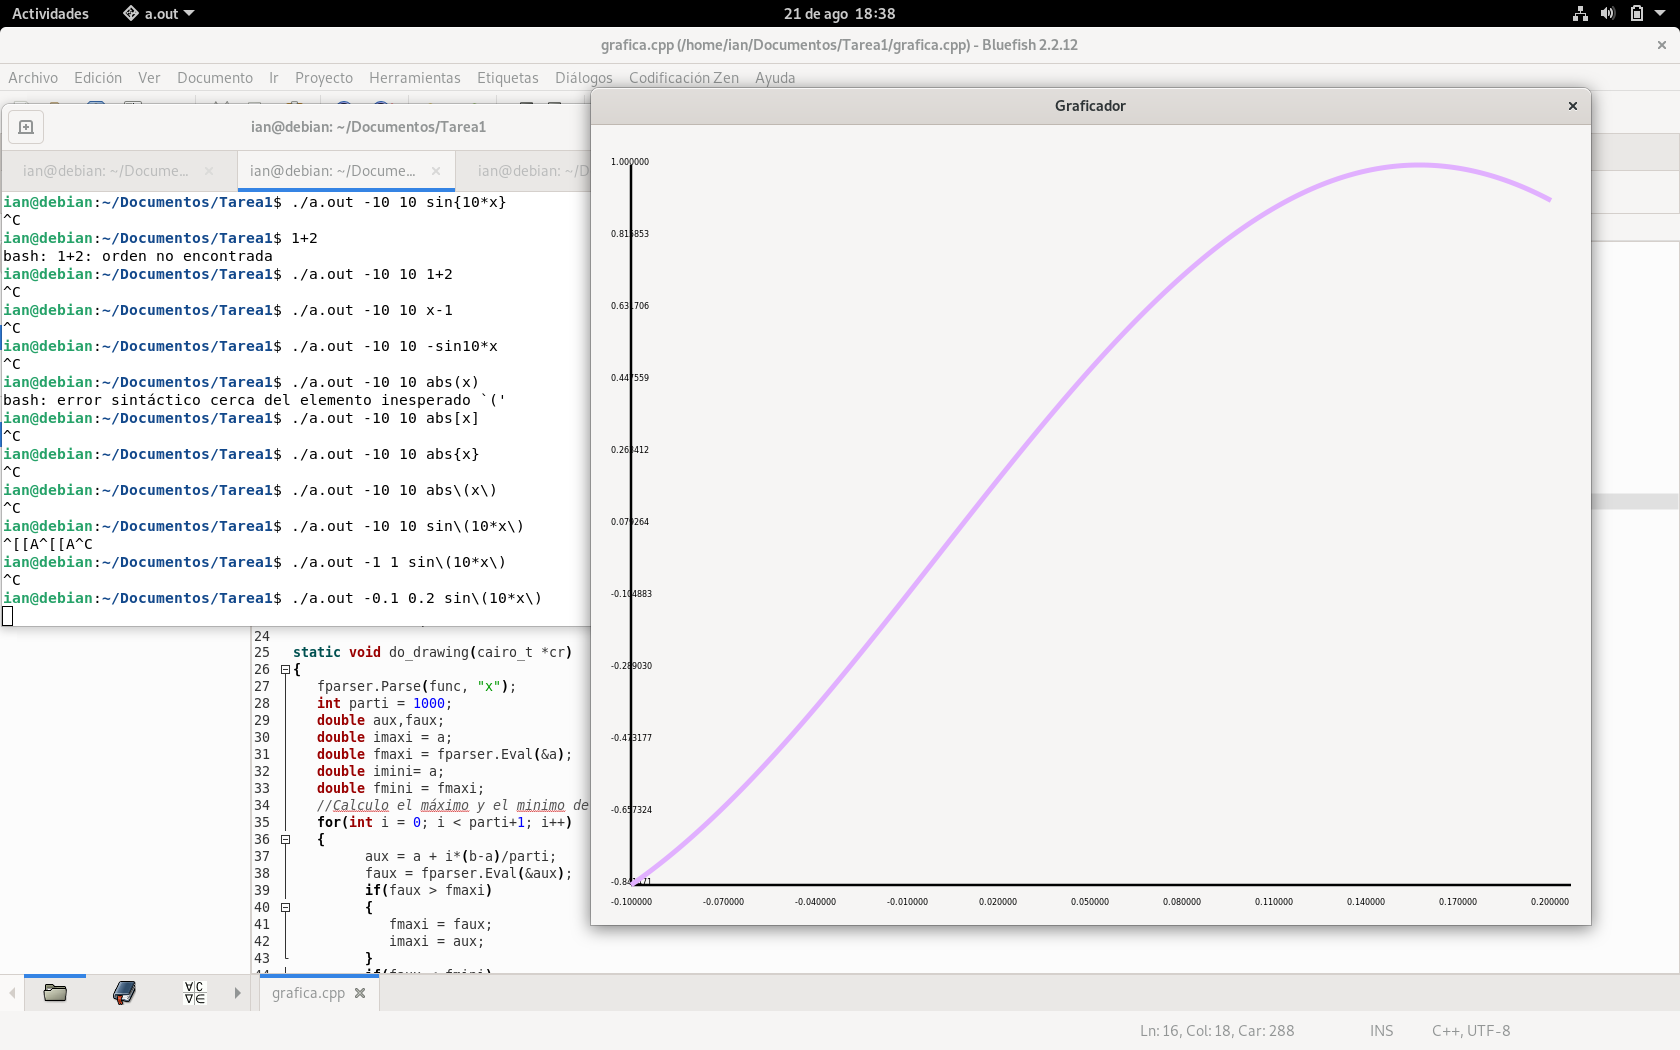 Actividades
a.out
21 de ago 18:38
grafica.cpp (/home/ian/Documentos/Tarea1/grafica.cpp) - Bluefish 2.2.12
Archivo Edición Ver Documento Ir Proyecto Herramientas Etiquetas Diálogos Codificación Zen Ayuda
ian@debian: ~/Documentos/Tarea1
ian@debian: ~/Docume... ian@debian: ~/Docume... ian@debian: ~/D
ian@debian:~/Documentos/Tarea1$ ./a.out -10 10 sin{10*x}
^C
ian@debian:~/Documentos/Tarea1$ 1+2
bash: 1+2: orden no encontrada
ian@debian:~/Documentos/Tarea1$ ./a.out -10 10 1+2
^C
ian@debian:~/Documentos/Tarea1$ ./a.out -10 10 x-1
^C
ian@debian:~/Documentos/Tarea1$ ./a.out -10 10 -sin10*x
^C
ian@debian:~/Documentos/Tarea1$ ./a.out -10 10 abs(x)
bash: error sintáctico cerca del elemento inesperado `('
ian@debian:~/Documentos/Tarea1$ ./a.out -10 10 abs[x]
^C
ian@debian:~/Documentos/Tarea1$ ./a.out -10 10 abs{x}
^C
ian@debian:~/Documentos/Tarea1$ ./a.out -10 10 abs\(x\)
^C
ian@debian:~/Documentos/Tarea1$ ./a.out -10 10 sin\(10*x\)
^[[A^[[A^C
ian@debian:~/Documentos/Tarea1$ ./a.out -1 1 sin\(10*x\)
^C
ian@debian:~/Documentos/Tarea1$ ./a.out -0.1 0.2 sin\(10*x\)
Graficador
1.000000
0.815853
0.631706
0.447559
0.263412
0.079264
-0.104883
-0.289030
-0.473177
-0.657324
-0.841471
-0.100000 -0.070000 -0.040000 -0.010000 0.020000 0.050000 0.080000 0.110000 0.140000 0.170000 0.200000
24
25 static void do_drawing(cairo_t *cr)
26 {
27 fparser.Parse(func, "x");
28 int parti = 1000;
29 double aux,faux;
30 double imaxi = a;
31 double fmaxi = fparser.Eval(&a);
32 double imini= a;
33 double fmini = fmaxi;
34 //Calculo el máximo y el minimo de
35 for(int i = 0; i < parti+1; i++)
36 {
37 aux = a + i*(b-a)/parti;
38 faux = fparser.Eval(&aux);
39 if(faux > fmaxi)
40 {
41 fmaxi = faux;
42 imaxi = aux;
43 }
grafica.cpp
Ln: 16, Col: 18, Car: 288 INS C++, UTF-8